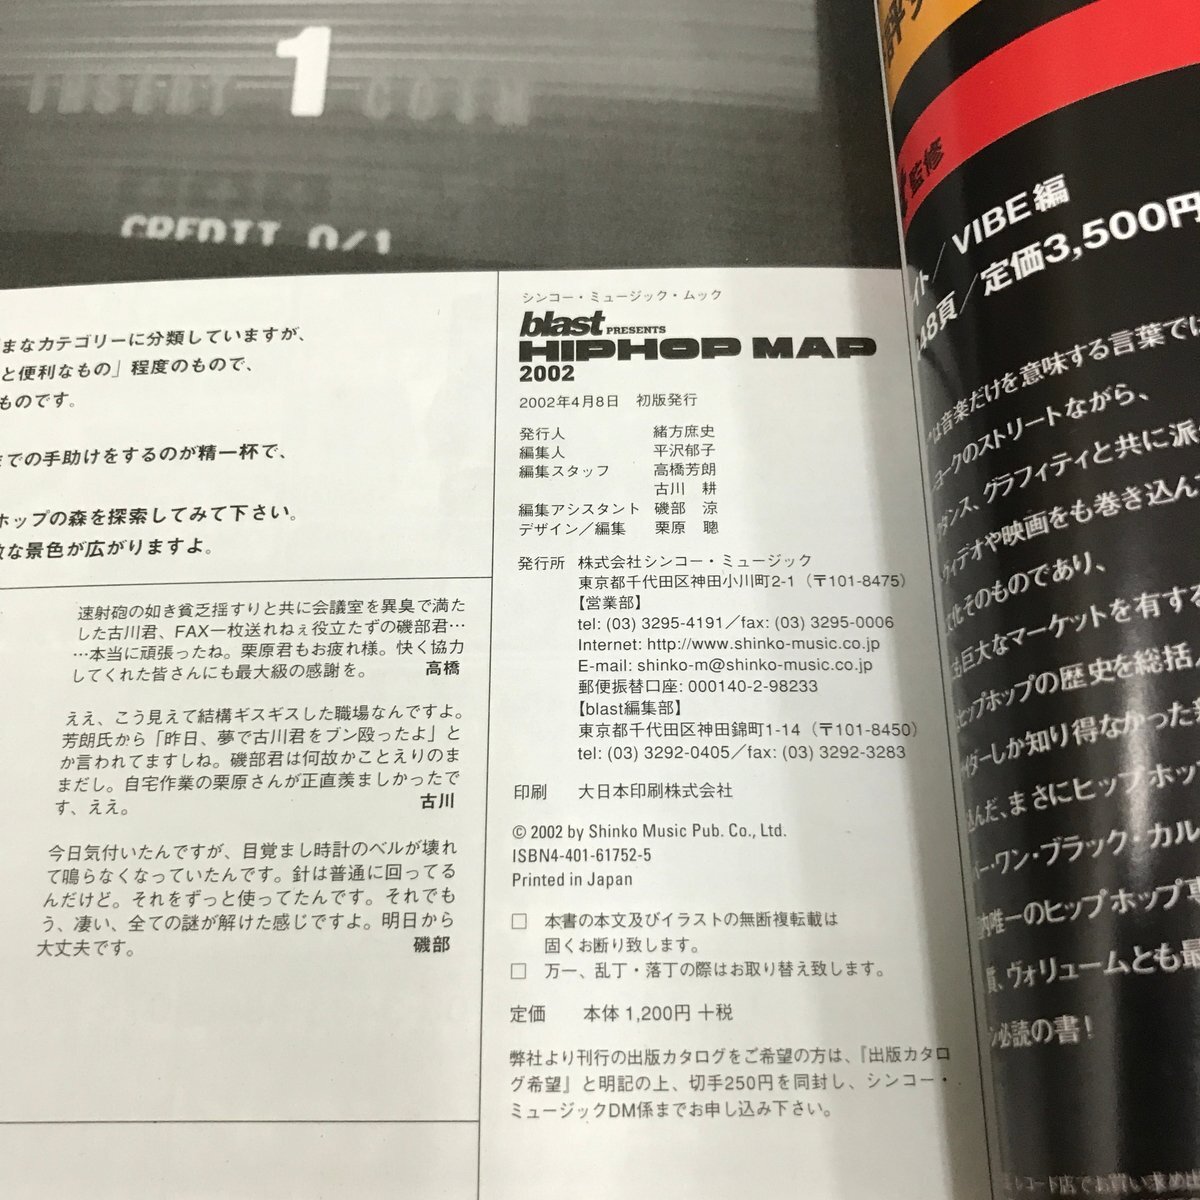 INSERT COIN
1
CREDIT 0/1
まなカテゴリーに分類していますが、
と便利なもの」程度のもので、
ものです。
での手助けをするのが精一杯で、
ホップの森を探索してみて下さい。
な景色が広がりますよ。
速射砲の如き貧乏揺すりと共に会議室を異臭で満た
した古川君、FAX一枚送れねぇ役立たずの磯部君…
…本当に頑張ったね。栗原君もお疲れ様。快く協力
してくれた皆さんにも最大級の感謝を。 高橋
ええ、こう見えて結構ギスギスした職場なんですよ。
芳朗氏から「昨日、夢で古川君をブン殴ったよ」と
か言われてますしね。磯部君は何故かことえりのま
まだし。自宅作業の栗原さんが正直羨ましかったで
す、ええ。 古川
今日気付いたんですが、目覚まし時計のベルが壊れ
て鳴らなくなっていたんです。針は普通に回ってる
んだけど。それをずっと使ってたんです。それでも
う、凄い、全ての謎が解けた感じですよ。明日から
大丈夫です。 磯部
シンコー・ミュージック・ムック
blast PRESENTS
HIPHOP MAP
2002
2002年4月8日 初版発行
発行人 緒方庶史
編集人 平沢郁子
編集スタッフ 高橋芳朗
古川 耕
編集アシスタント 磯部 涼
デザイン／編集 栗原 聰
発行所 株式会社シンコー・ミュージック
東京都千代田区神田小川町2-1（〒101-8475）
【営業部】
tel: (03) 3295-4191／fax: (03) 3295-0006
Internet: http://www.shinko-music.co.jp
E-mail: shinko-m@shinko-music.co.jp
郵便振替口座: 000140-2-98233
【blast編集部】
東京都千代田区神田錦町1-14（〒101-8450）
tel: (03) 3292-0405／fax: (03) 3292-3283
印刷 大日本印刷株式会社
© 2002 by Shinko Music Pub. Co., Ltd.
ISBN4-401-61752-5
Printed in Japan
□ 本書の本文及びイラストの無断複転載は
固くお断り致します。
□ 万一、乱丁・落丁の際はお取り替え致します。
定価 本体 1,200円＋税
弊社より刊行の出版カタログをご希望の方は、『出版カタロ
グ希望』と明記の上、切手250円を同封し、シンコー・
ミュージックDM係までお申し込み下さい。
監修
イト／VIBE編
48頁／定価3,500円
は音楽だけを意味する言葉では
ヨークのストリートながら、
ダンス、グラフィティと共に派
ヴィデオや映画をも巻き込んだ
化そのものであり、
も巨大なマーケットを有する
ヒップホップの歴史を総括
イダーしか知り得なかった
込んだ、まさにヒップホッ
バー・ワン・ブラック・カル
内唯一のヒップホップ専
質、ヴォリュームとも最
ン必読の書！
レコード店でお買い求め